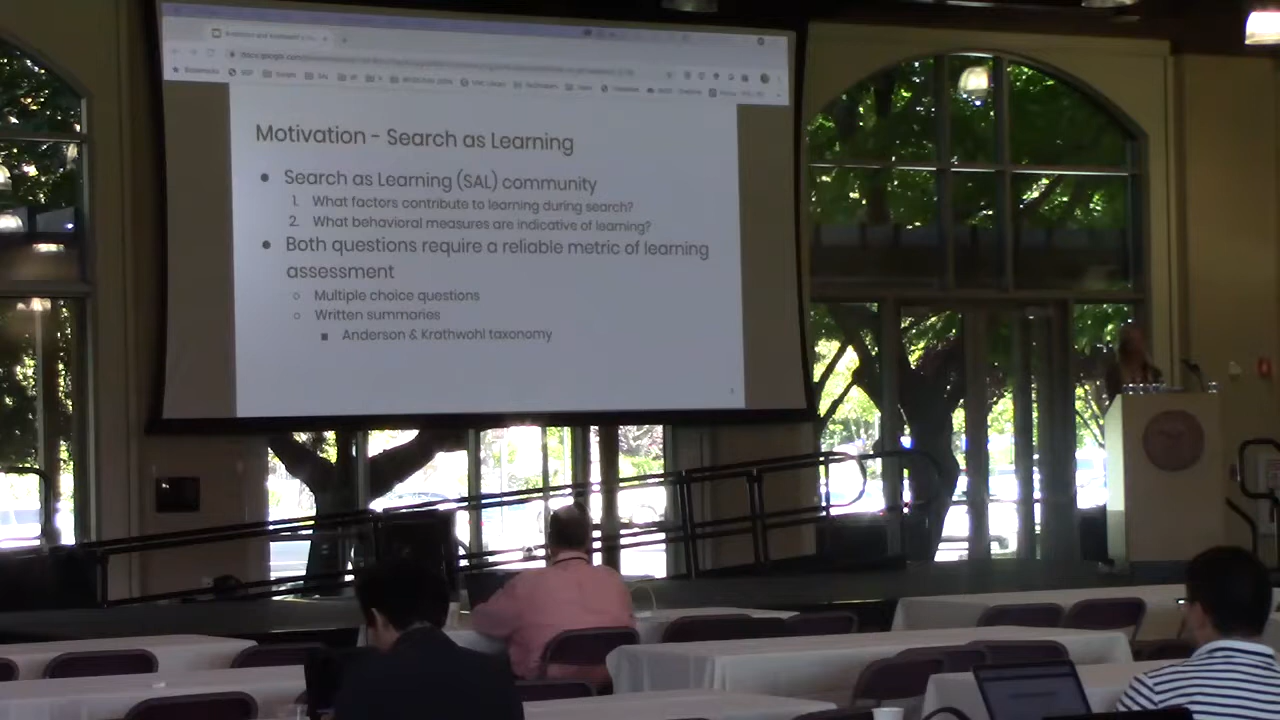 Bookmarks
Motivation - Search as Learning
● Search as Learning (SAL) community
1. What factors contribute to learning during search?
2. What behavioral measures are indicative of learning?
● Both questions require a reliable metric of learning
assessment
○ Multiple choice questions
○ Written summaries
■ Anderson & Krathwohl taxonomy